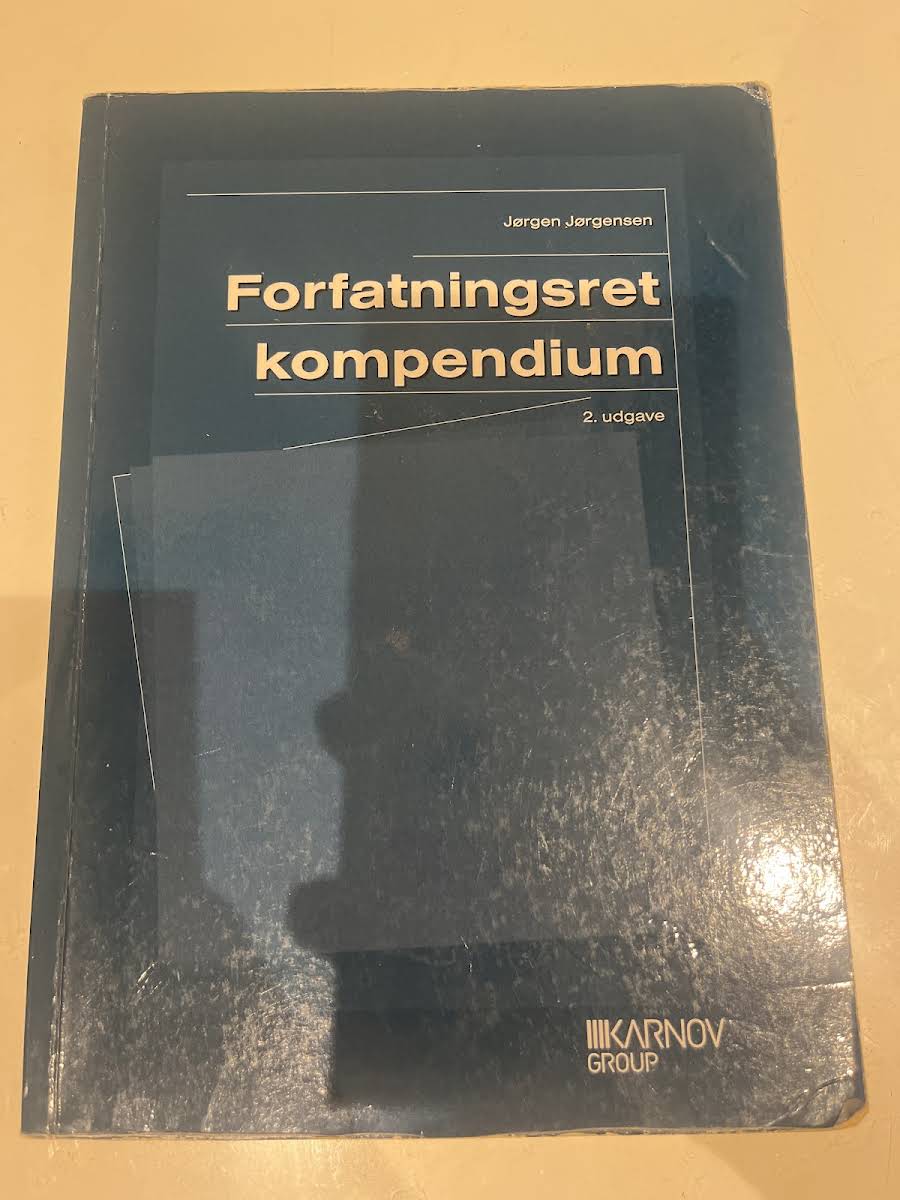 Jørgen Jørgensen
Forfatningsret
kompendium
2. udgave
KARNOV
GROUP